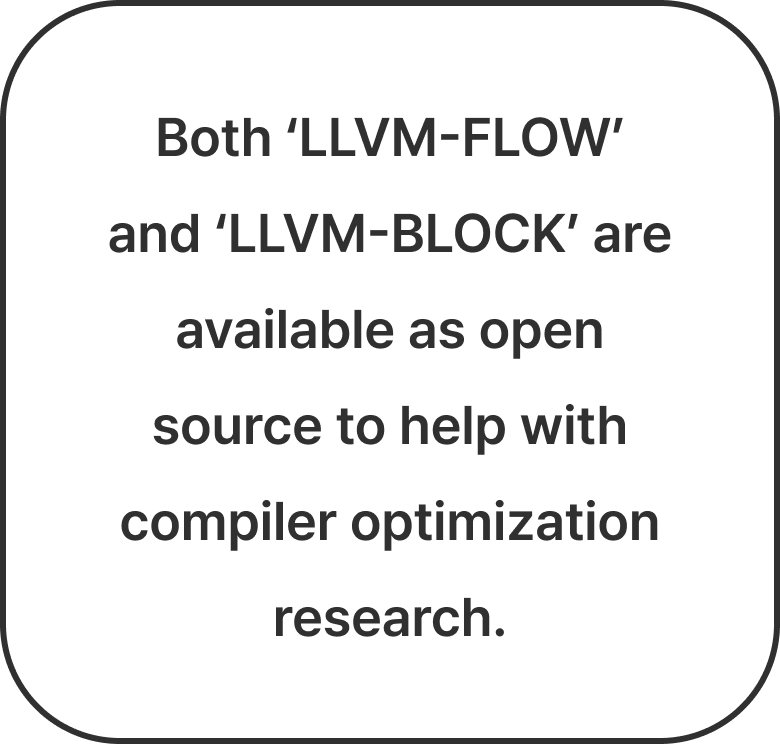 Both ‘LLVM-FLOW’
and ‘LLVM-BLOCK’ are
available as open
source to help with
compiler optimization
research.